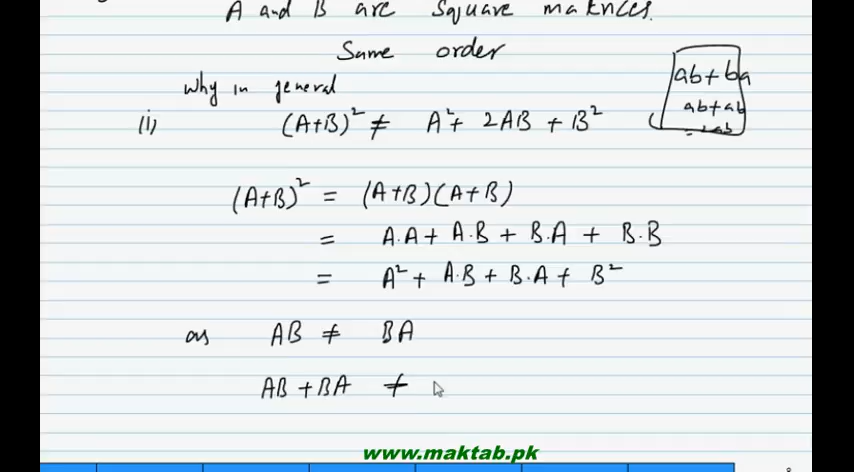 A and B are Square matrices.
Same order
Why in general
(i) (A+B)² ≠ A² + 2AB + B²
ab + ba
ab + ab
(A+B)² = (A+B)(A+B)
= A.A + A.B + B.A + B.B
= A² + A.B + B.A + B²
as AB ≠ BA
AB + BA ≠
www.maktab.pk